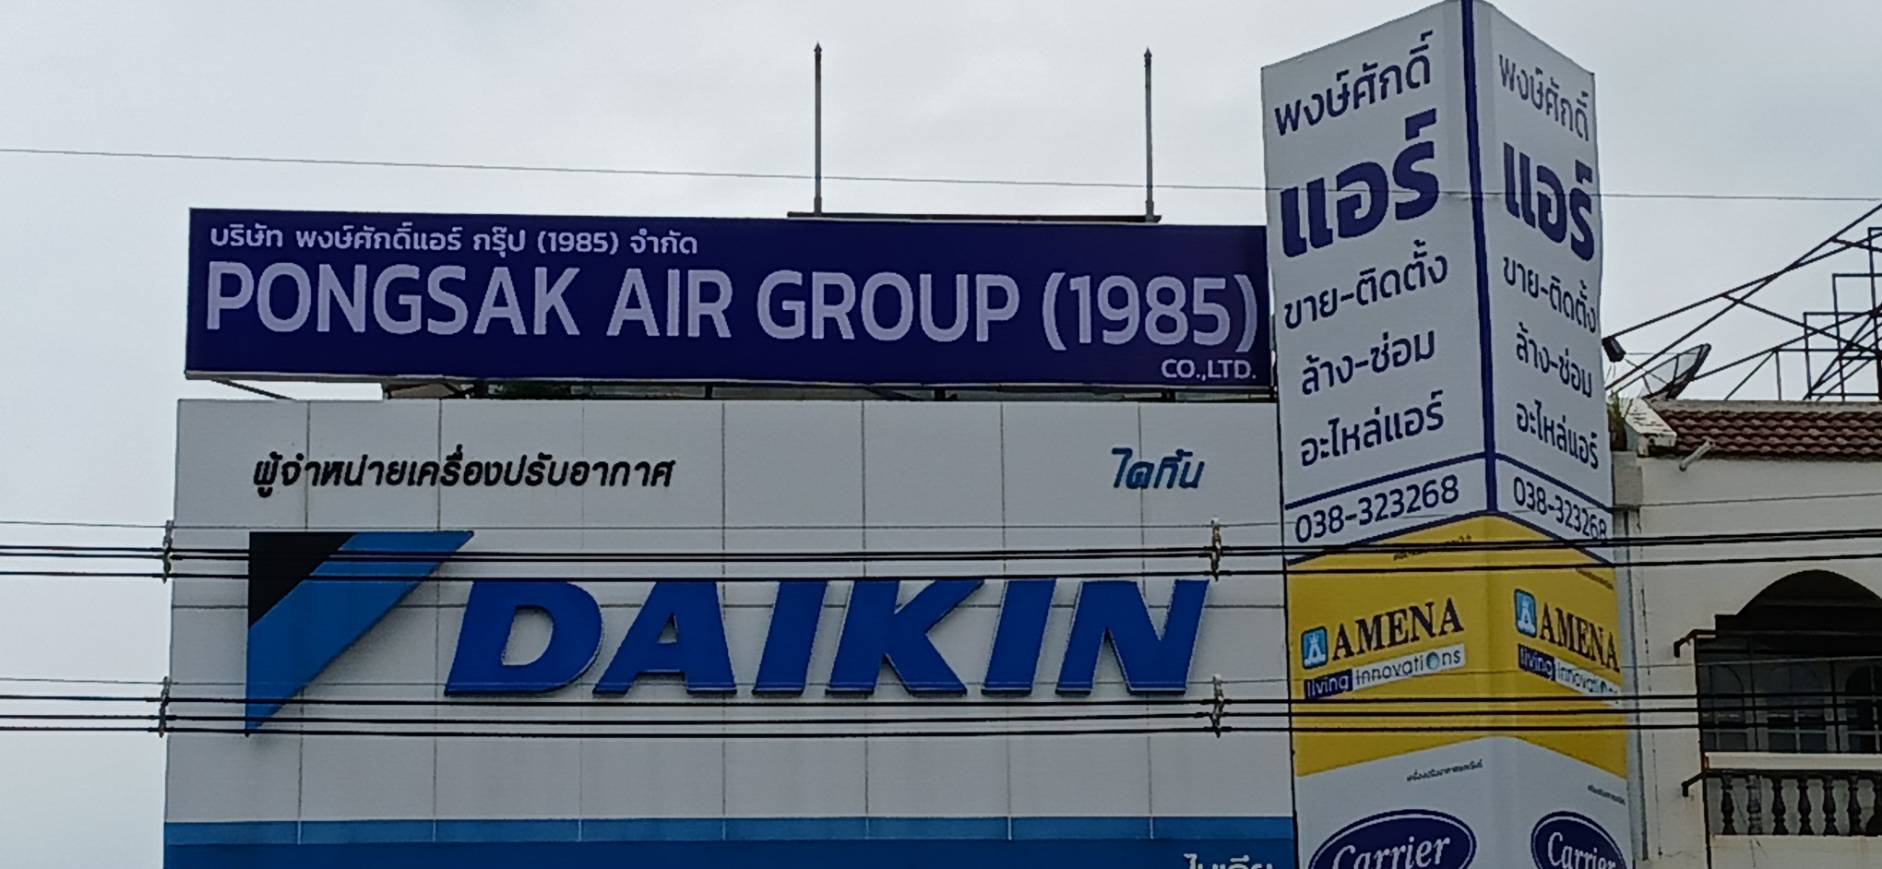 บริษัท พงษ์ศักดิ์แอร์ กรุ๊ป (1985) จำกัด
PONGSAK AIR GROUP (1985)
CO.,LTD.
ผู้จำหน่ายเครื่องปรับอากาศ
ไดกิ้น
DAIKIN
พงษ์ศักดิ์
แอร์
ขาย-ติดตั้ง
ล้าง-ซ่อม
อะไหล่แอร์
038-323268
AMENA
living innovations
Carrier
พงษ์ศักดิ์
แอร์
ขาย-ติดตั้ง
ล้าง-ซ่อม
อะไหล่แอร์
038-323268
AMENA
living innovations
Carrier